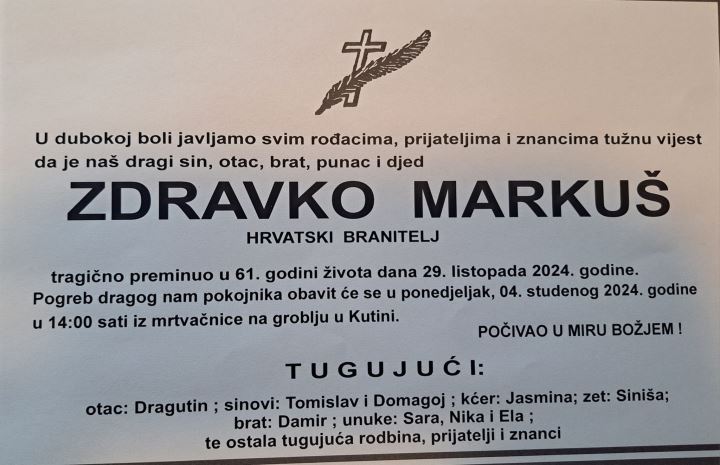 U dubokoj boli javljamo svim rođacima, prijateljima i znancima tužnu vijest
da je naš dragi sin, otac, brat, punac i djed
ZDRAVKO MARKUŠ
HRVATSKI BRANITELJ
tragično preminuo u 61. godini života dana 29. listopada 2024. godine.
Pogreb dragog nam pokojnika obavit će se u ponedjeljak, 04. studenog 2024. godine
u 14:00 sati iz mrtvačnice na groblju u Kutini.
POČIVAO U MIRU BOŽJEM !
TUGUJUĆI:
otac: Dragutin ; sinovi: Tomislav i Domagoj ; kćer: Jasmina; zet: Siniša;
brat: Damir ; unuke: Sara, Nika i Ela ;
te ostala tugujuća rodbina, prijatelji i znanci